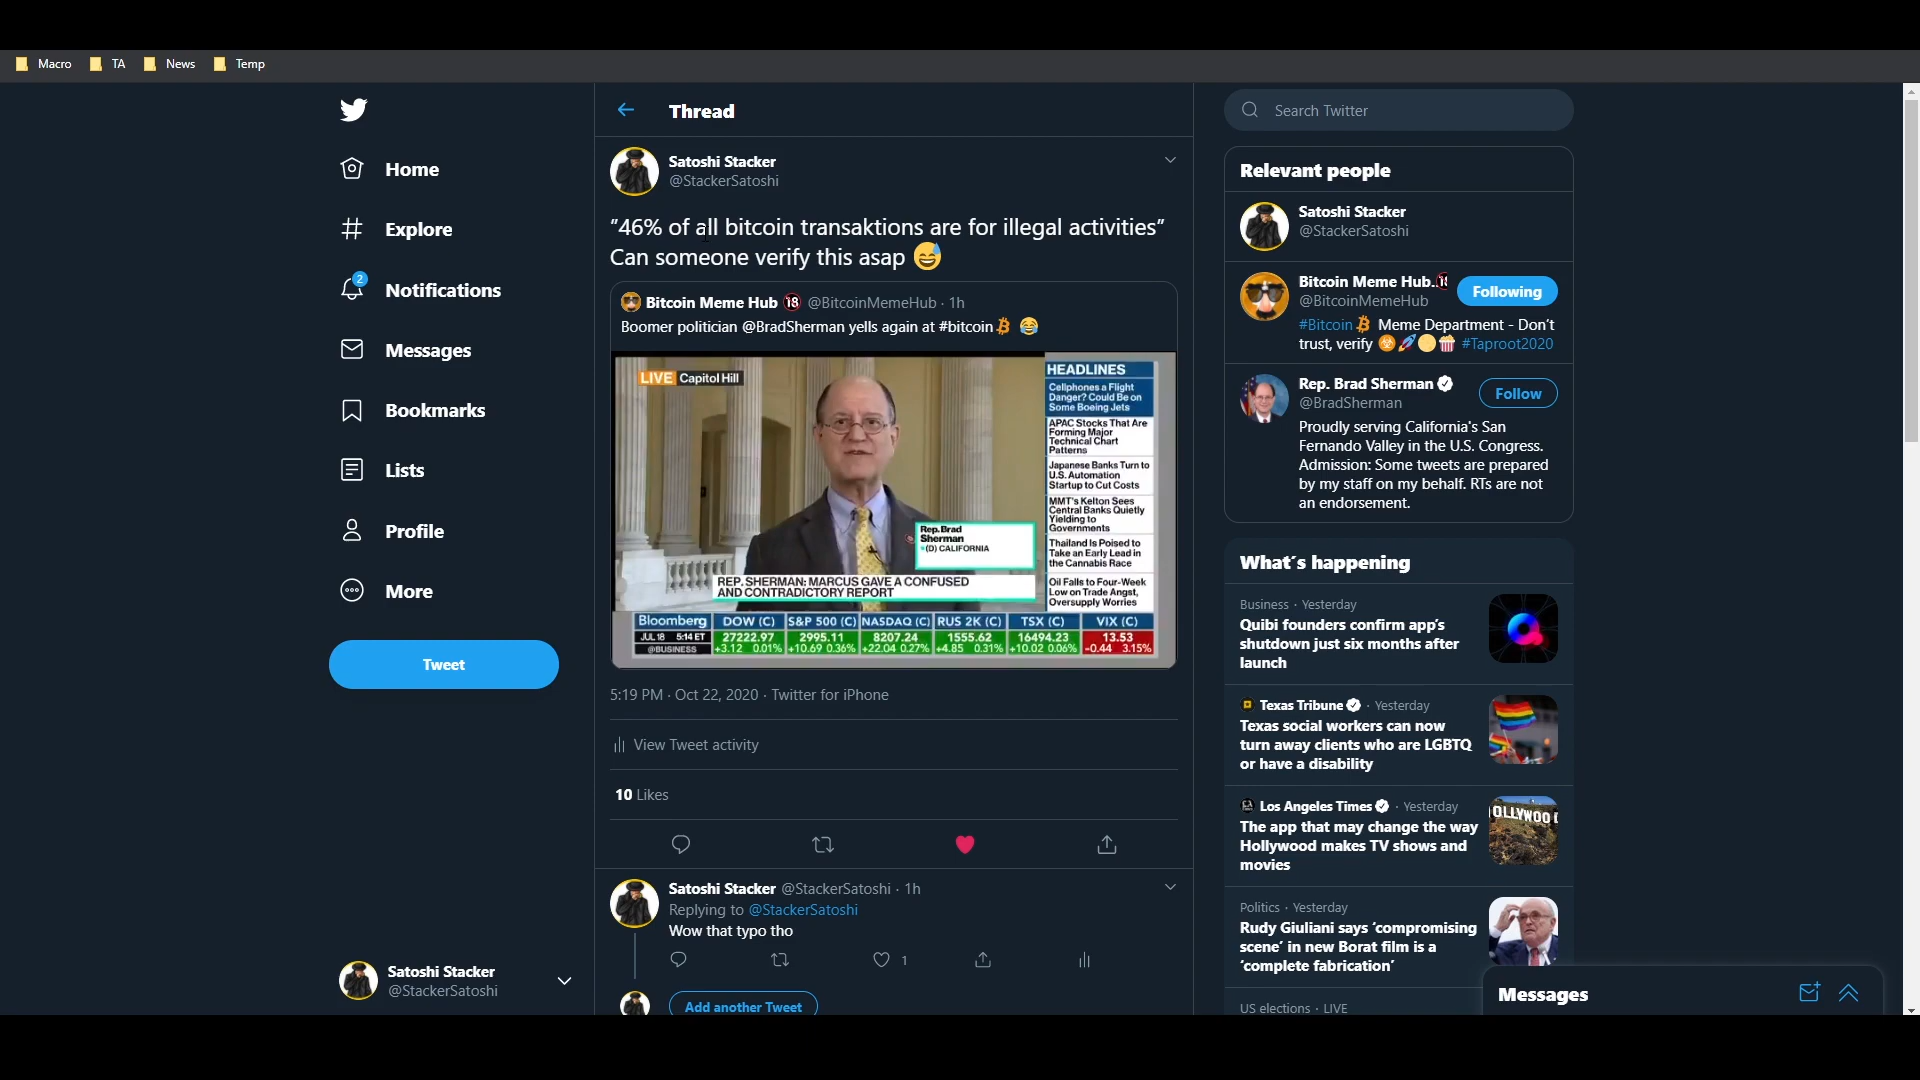 Macro TA News Temp
Home
Explore
2
Notifications
Messages
Bookmarks
Lists
Profile
More
Tweet
Satoshi Stacker
@StackerSatoshi
Thread
Satoshi Stacker
@StackerSatoshi
"46% of all bitcoin transaktions are for illegal activities"
Can someone verify this asap 😅
Bitcoin Meme Hub 🔞 @BitcoinMemeHub · 1h
Boomer politician @BradSherman yells again at #bitcoin 😂
LIVE Capitol Hill
HEADLINES
Cellphones a Flight
Danger? Could Be on
Some Boeing Jets
APAC Stocks That Are
Forming Major
Technical Chart
Patterns
Japanese Banks Turn to
U.S. Automation
Startup to Cut Costs
MMT's Kelton Sees
Central Banks Quietly
Yielding to
Governments
Thailand Is Poised to
Take an Early Lead in
the Cannabis Race
Oil Falls to Four-Week
Low on Trade Angst,
Oversupply Worries
Rep. Brad
Sherman
(D) CALIFORNIA
REP. SHERMAN: MARCUS GAVE A CONFUSED
AND CONTRADICTORY REPORT
Bloomberg DOW (C) S&P 500 (C) NASDAQ (C) RUS 2K (C) TSX (C) VIX (C)
JUL 18 5:14 ET 27222.97 2995.11 8207.24 1555.62 16494.23 13.53
@BUSINESS +3.12 0.01% +10.69 0.36% +22.04 0.27% +4.85 0.31% +10.02 0.06% -0.44 3.15%
5:19 PM · Oct 22, 2020 · Twitter for iPhone
View Tweet activity
10 Likes
Satoshi Stacker @StackerSatoshi · 1h
Replying to @StackerSatoshi
Wow that typo tho
1
Add another Tweet
Search Twitter
Relevant people
Satoshi Stacker
@StackerSatoshi
Bitcoin Meme Hub..🔞
@BitcoinMemeHub
Following
#Bitcoin Meme Department - Don't
trust, verify ☣🚀🌕🍿 #Taproot2020
Rep. Brad Sherman
@BradSherman
Follow
Proudly serving California's San
Fernando Valley in the U.S. Congress.
Admission: Some tweets are prepared
by my staff on my behalf. RTs are not
an endorsement.
What's happening
Business · Yesterday
Quibi founders confirm app's
shutdown just six months after
launch
Texas Tribune · Yesterday
Texas social workers can now
turn away clients who are LGBTQ
or have a disability
Los Angeles Times · Yesterday
The app that may change the way
Hollywood makes TV shows and
movies
OLLYWOO
Politics · Yesterday
Rudy Giuliani says 'compromising
scene' in new Borat film is a
'complete fabrication'
US elections · LIVE
Messages